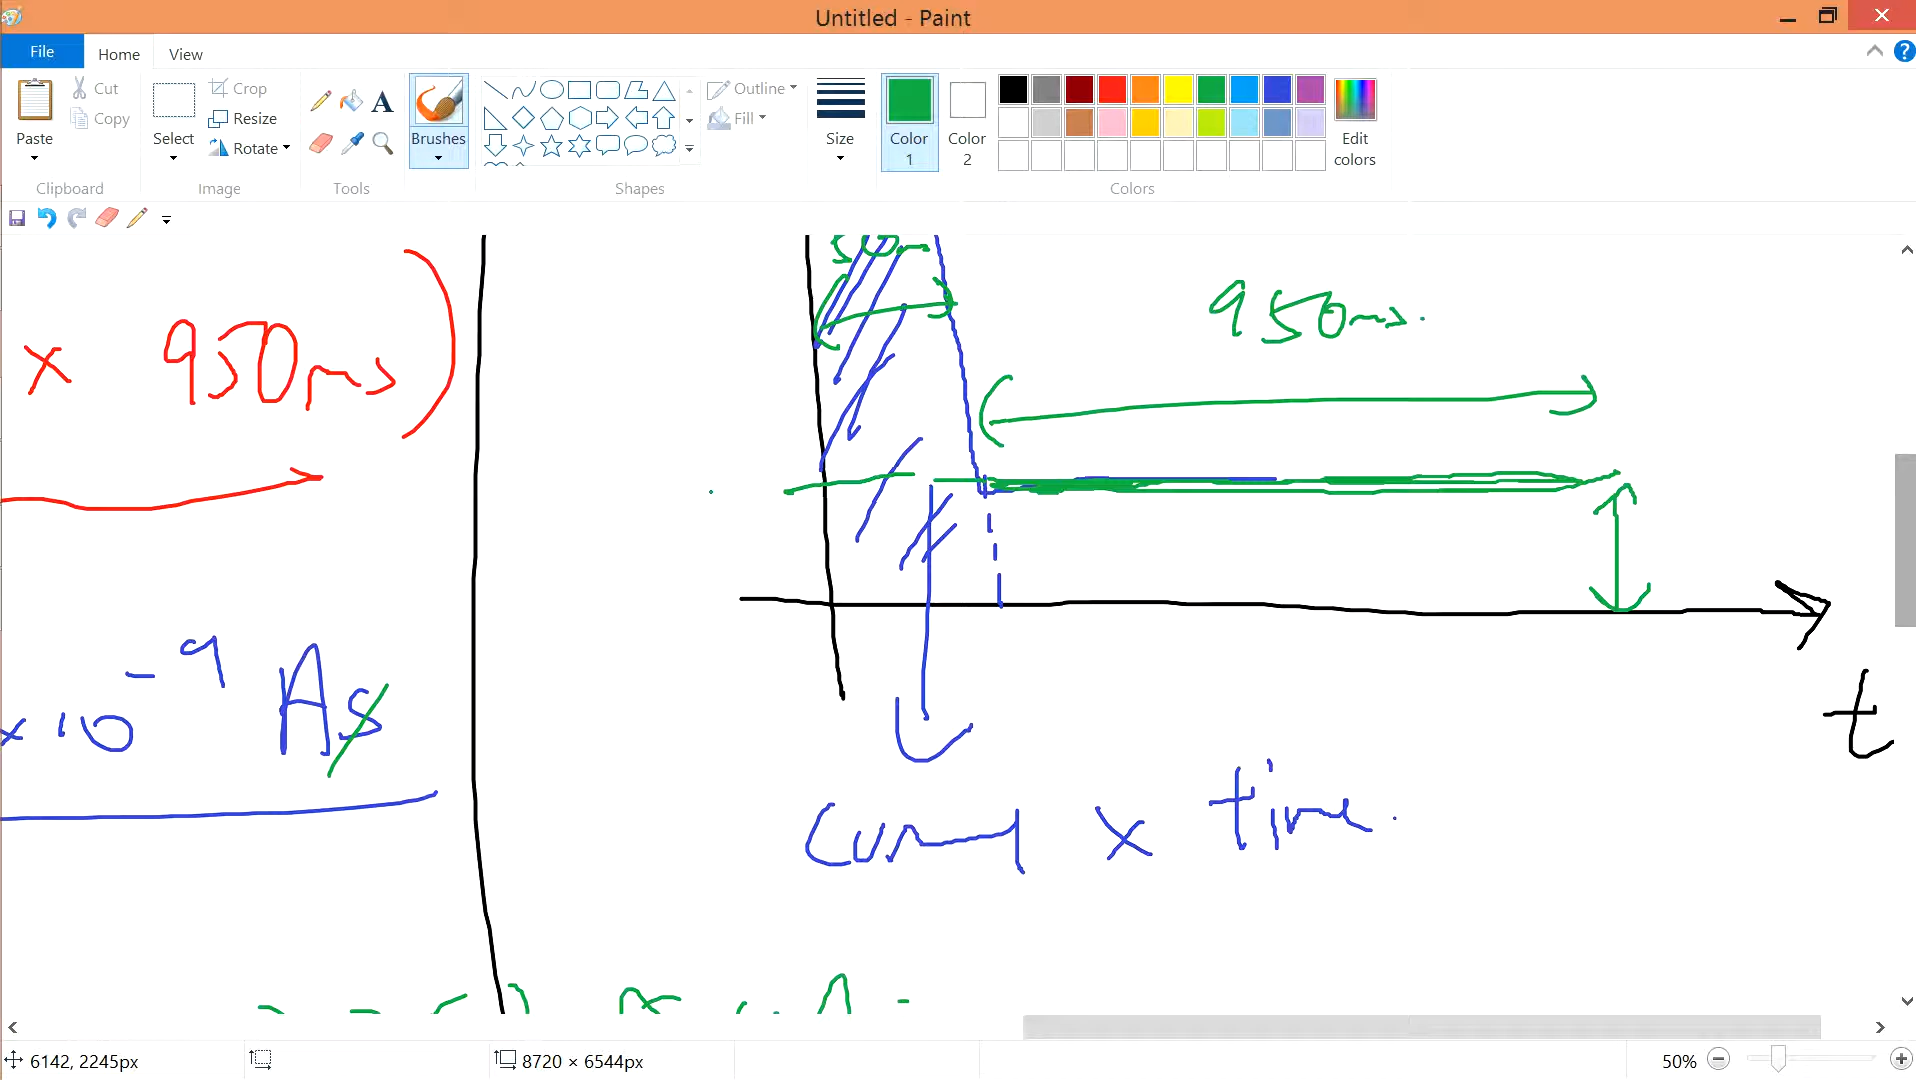 Untitled - Paint
File Home View
Paste
Cut
Copy
Clipboard
Select
Crop
Resize
Rotate
Image
A
Tools
Brushes
Shapes
Outline
Fill
Size
Color 1
Color 2
Edit colors
Colors
50m
950ms.
x 950ms)
x10⁻⁹ As
t
x time.
6142, 2245px
8720 × 6544px
50%